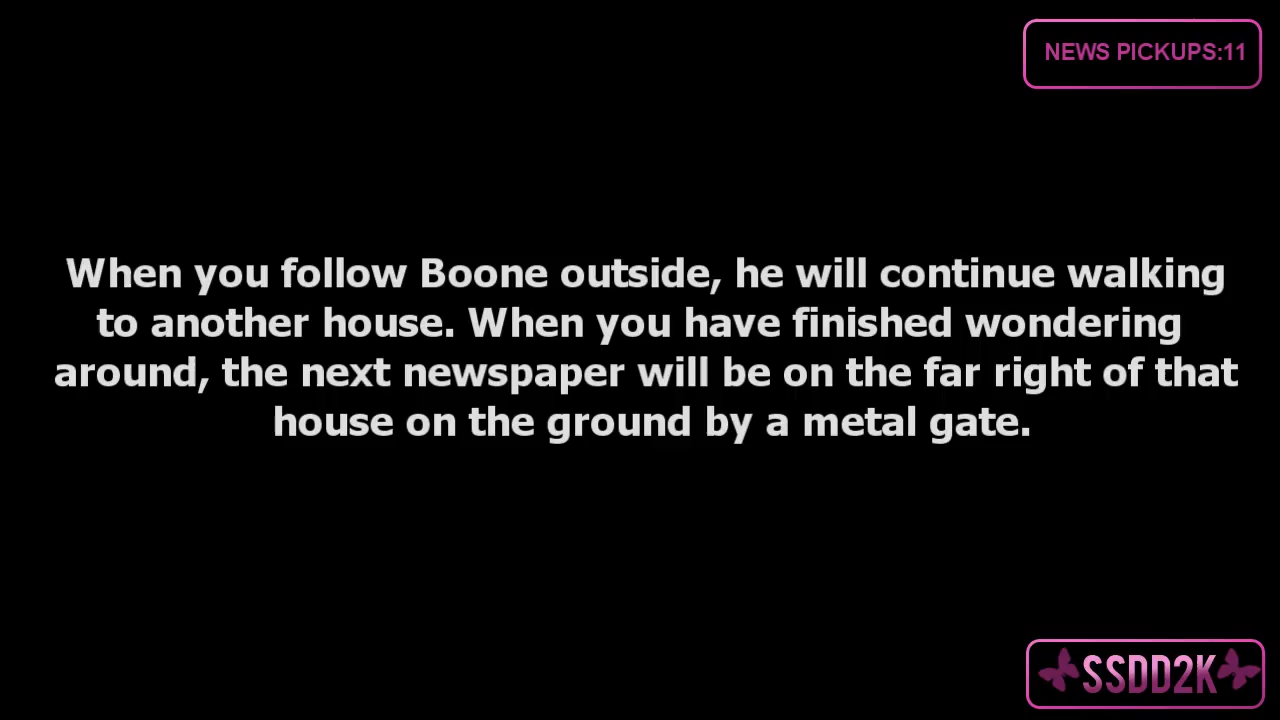 NEWS PICKUPS:11
When you follow Boone outside, he will continue walking
to another house. When you have finished wondering
around, the next newspaper will be on the far right of that
house on the ground by a metal gate.
SSDD2K